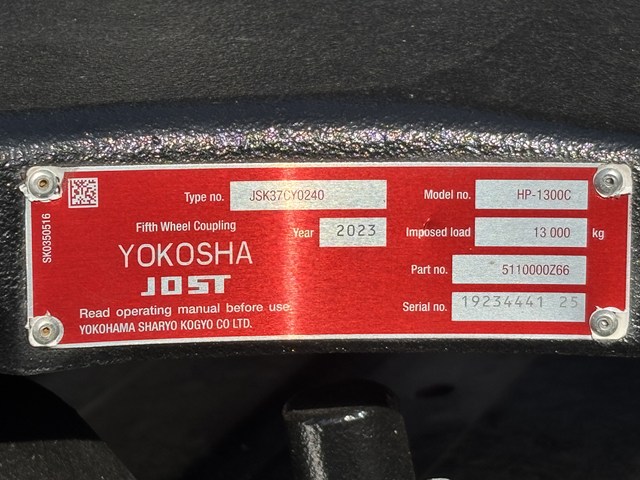 SK0350516
Type no. JSK37CY0240
Model no. HP-1300C
Fifth Wheel Coupling
Year 2023
Imposed load 13 000 kg
YOKOSHA
JOST
Part no. 5110000Z66
Read operating manual before use.
Serial no. 19234441 25
YOKOHAMA SHARYO KOGYO CO LTD.